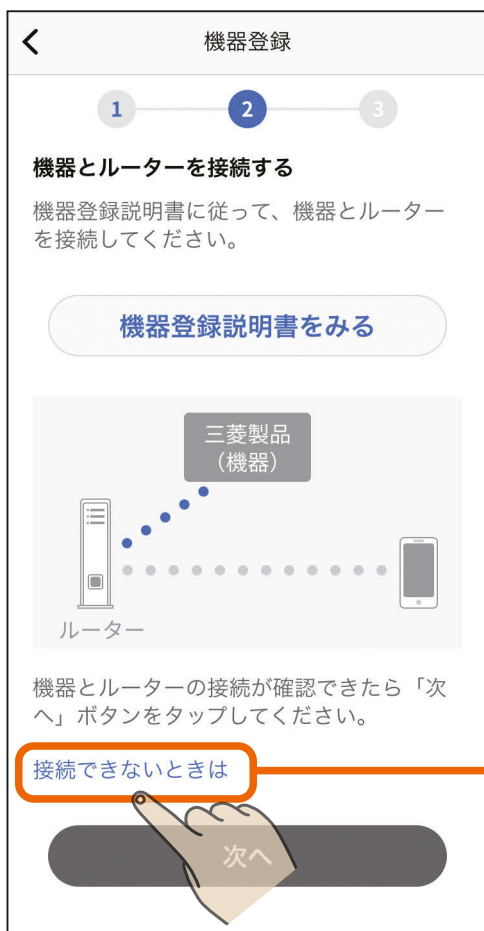 機器登録
1 2 3
機器とルーターを接続する
機器登録説明書に従って、機器とルーター
を接続してください。
機器登録説明書をみる
三菱製品
（機器）
ルーター
機器とルーターの接続が確認できたら「次
へ」ボタンをタップしてください。
接続できないときは
次へ